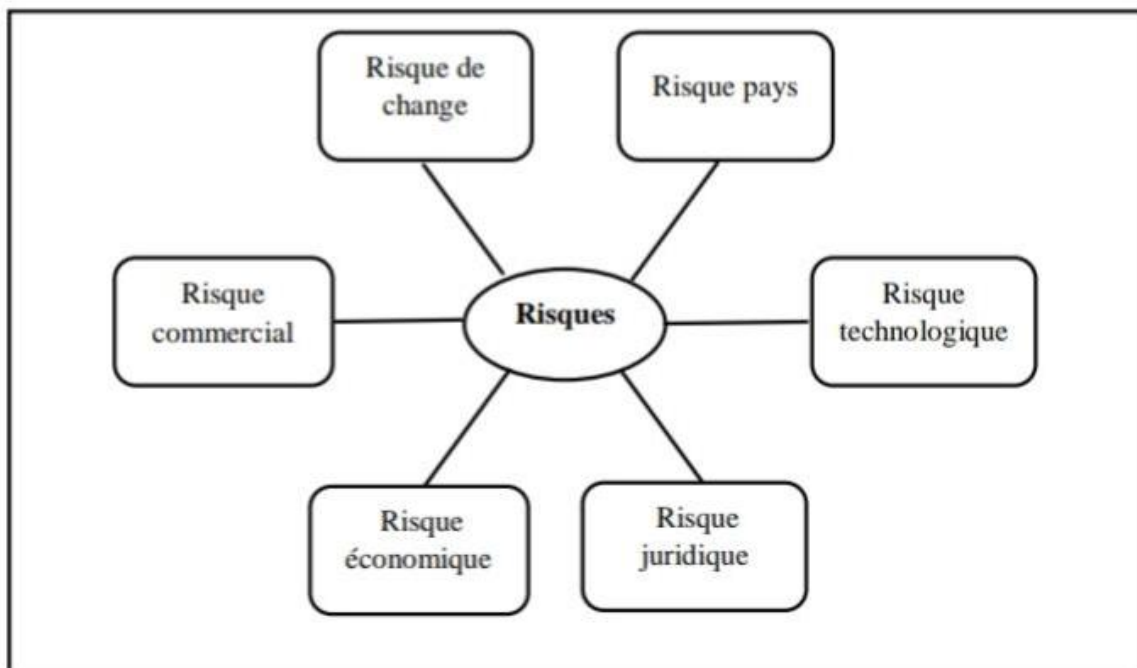 Risque de
change
Risque pays
Risque
commercial
Risques
Risque
technologique
Risque
économique
Risque
juridique